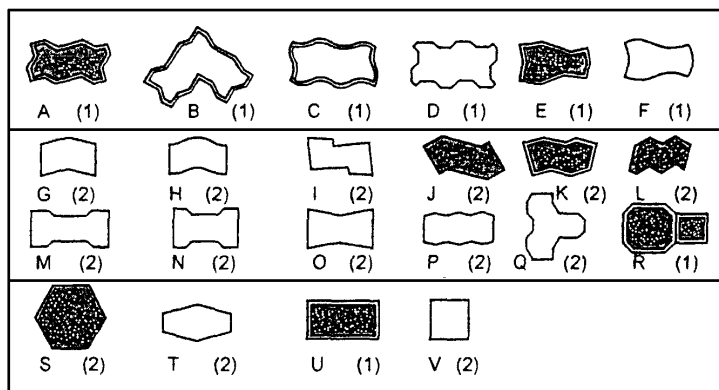 A (1) B (1) C (1) D (1) E (1) F (1)
G (2) H (2) I (2) J (2) K (2) L (2)
M (2) N (2) O (2) P (2) Q (2) R (1)
S (2) T (2) U (1) V (2)